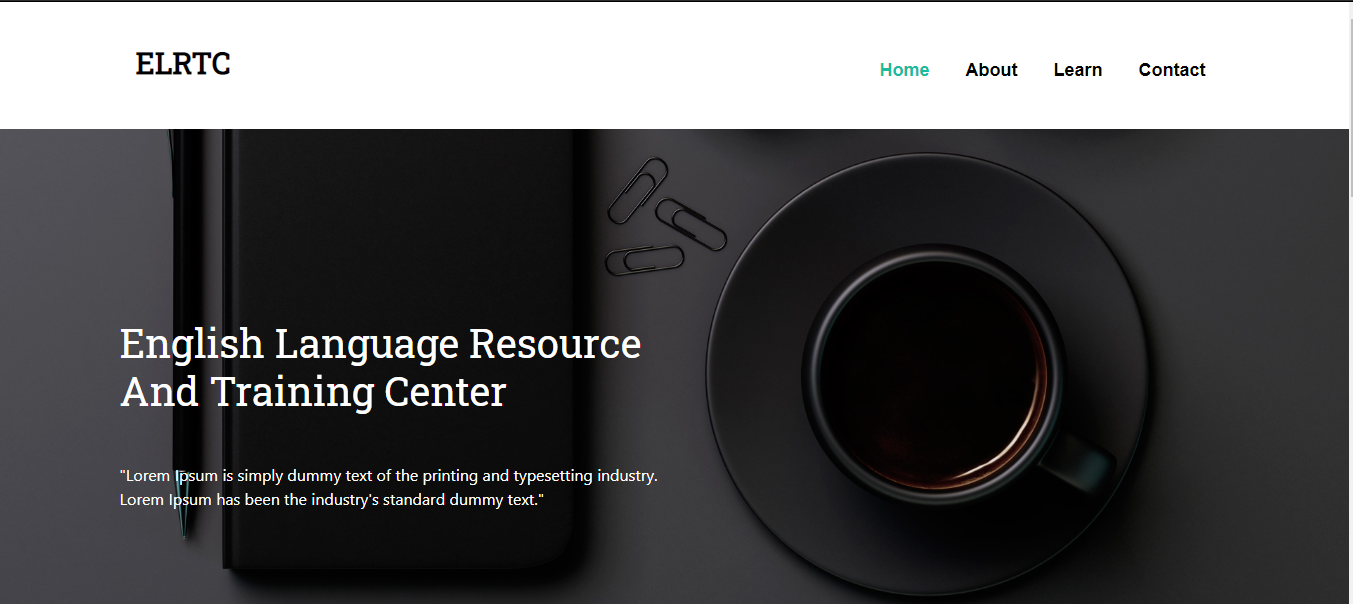 ELRTC
Home About Learn Contact
English Language Resource
And Training Center
"Lorem Ipsum is simply dummy text of the printing and typesetting industry.
Lorem Ipsum has been the industry's standard dummy text."